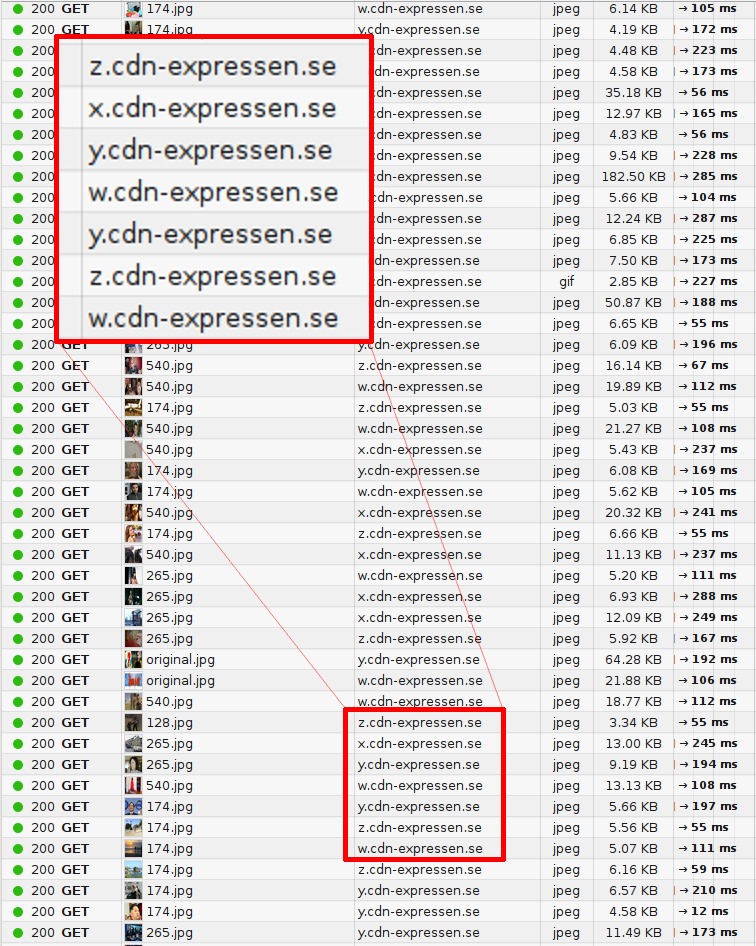 200 GET 174.jpg w.cdn-expressen.se jpeg 6.14 KB → 105 ms
200 GET 174.jpg y.cdn-expressen.se jpeg 4.19 KB → 172 ms
200 .cdn-expressen.se jpeg 4.48 KB → 223 ms
200 .cdn-expressen.se jpeg 4.58 KB → 173 ms
200 .cdn-expressen.se jpeg 35.18 KB → 56 ms
200 .cdn-expressen.se jpeg 12.97 KB → 165 ms
200 .cdn-expressen.se jpeg 4.83 KB → 56 ms
200 .cdn-expressen.se jpeg 9.54 KB → 228 ms
200 .cdn-expressen.se jpeg 182.50 KB → 285 ms
200 .cdn-expressen.se jpeg 5.66 KB → 104 ms
200 .cdn-expressen.se jpeg 12.24 KB → 287 ms
200 .cdn-expressen.se jpeg 6.85 KB → 225 ms
200 .cdn-expressen.se jpeg 7.50 KB → 173 ms
200 .cdn-expressen.se gif 2.85 KB → 227 ms
200 .cdn-expressen.se jpeg 50.87 KB → 188 ms
200 .cdn-expressen.se jpeg 6.65 KB → 55 ms
z.cdn-expressen.se
x.cdn-expressen.se
y.cdn-expressen.se
w.cdn-expressen.se
y.cdn-expressen.se
z.cdn-expressen.se
w.cdn-expressen.se
200 GET 265.jpg y.cdn-expressen.se jpeg 6.09 KB → 196 ms
200 GET 540.jpg z.cdn-expressen.se jpeg 16.14 KB → 67 ms
200 GET 540.jpg w.cdn-expressen.se jpeg 19.89 KB → 112 ms
200 GET 174.jpg z.cdn-expressen.se jpeg 5.03 KB → 55 ms
200 GET 540.jpg w.cdn-expressen.se jpeg 21.27 KB → 108 ms
200 GET 540.jpg x.cdn-expressen.se jpeg 5.43 KB → 237 ms
200 GET 174.jpg y.cdn-expressen.se jpeg 6.08 KB → 169 ms
200 GET 174.jpg w.cdn-expressen.se jpeg 5.62 KB → 105 ms
200 GET 540.jpg x.cdn-expressen.se jpeg 20.32 KB → 241 ms
200 GET 174.jpg z.cdn-expressen.se jpeg 6.66 KB → 55 ms
200 GET 540.jpg x.cdn-expressen.se jpeg 11.13 KB → 237 ms
200 GET 265.jpg w.cdn-expressen.se jpeg 5.20 KB → 111 ms
200 GET 265.jpg x.cdn-expressen.se jpeg 6.93 KB → 288 ms
200 GET 265.jpg x.cdn-expressen.se jpeg 12.09 KB → 249 ms
200 GET 265.jpg z.cdn-expressen.se jpeg 5.92 KB → 167 ms
200 GET original.jpg y.cdn-expressen.se jpeg 64.28 KB → 192 ms
200 GET original.jpg w.cdn-expressen.se jpeg 21.88 KB → 106 ms
200 GET 540.jpg w.cdn-expressen.se jpeg 18.77 KB → 112 ms
200 GET 128.jpg z.cdn-expressen.se jpeg 3.34 KB → 55 ms
200 GET 265.jpg x.cdn-expressen.se jpeg 13.00 KB → 245 ms
200 GET 265.jpg y.cdn-expressen.se jpeg 9.19 KB → 194 ms
200 GET 540.jpg w.cdn-expressen.se jpeg 13.13 KB → 108 ms
200 GET 174.jpg y.cdn-expressen.se jpeg 5.66 KB → 197 ms
200 GET 174.jpg z.cdn-expressen.se jpeg 5.56 KB → 55 ms
200 GET 174.jpg w.cdn-expressen.se jpeg 5.07 KB → 111 ms
200 GET 174.jpg z.cdn-expressen.se jpeg 6.16 KB → 59 ms
200 GET 174.jpg y.cdn-expressen.se jpeg 6.57 KB → 210 ms
200 GET 174.jpg y.cdn-expressen.se jpeg 4.58 KB → 12 ms
200 GET 265.jpg y.cdn-expressen.se jpeg 11.49 KB → 173 ms